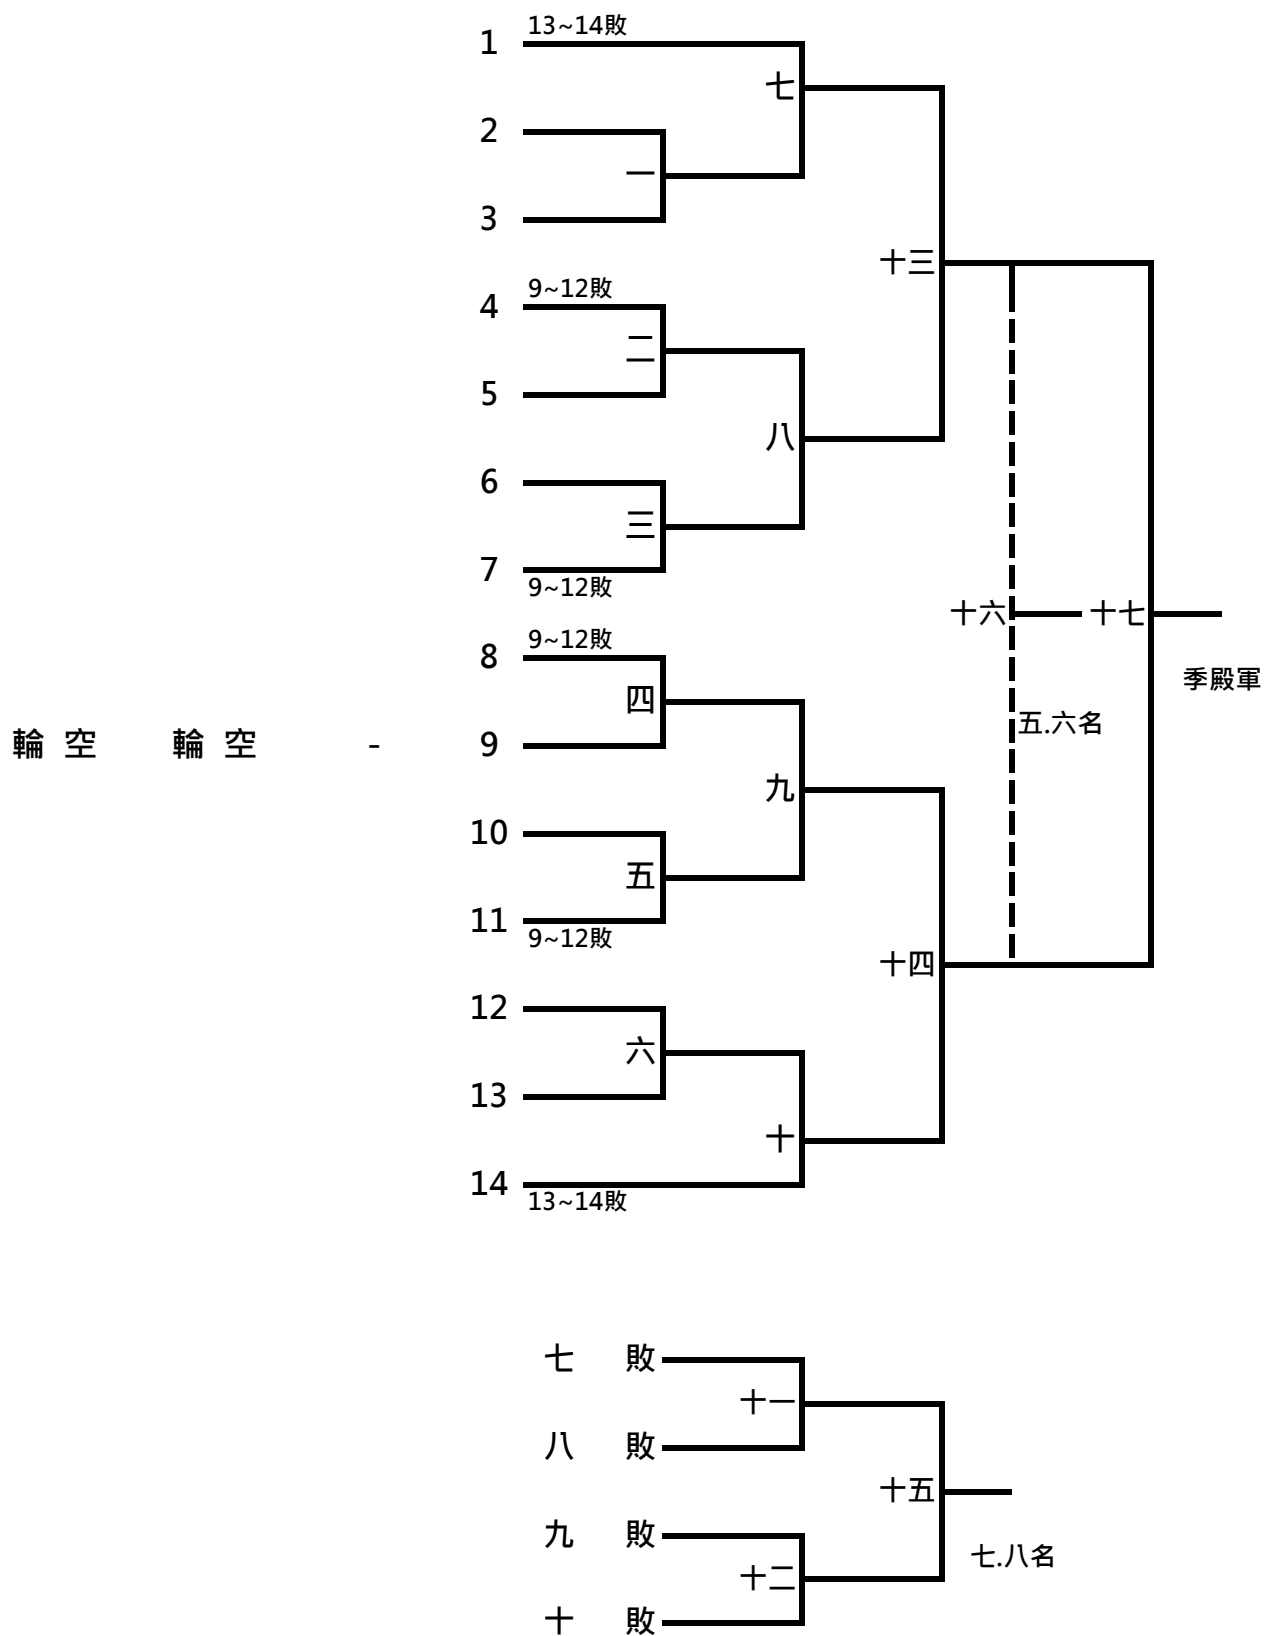 13~14敗
1
七
2
一
3
十三
9~12敗
4
二
5
八
6
三
7
9~12敗
十六 十七
9~12敗
8
季殿軍
四
五.六名
輪 空 輪 空 - 9
九
10
五
11
9~12敗
十四
12
六
13
十
14
13~14敗
七 敗
十一
八 敗
十五
九 敗
七.八名
十二
十 敗